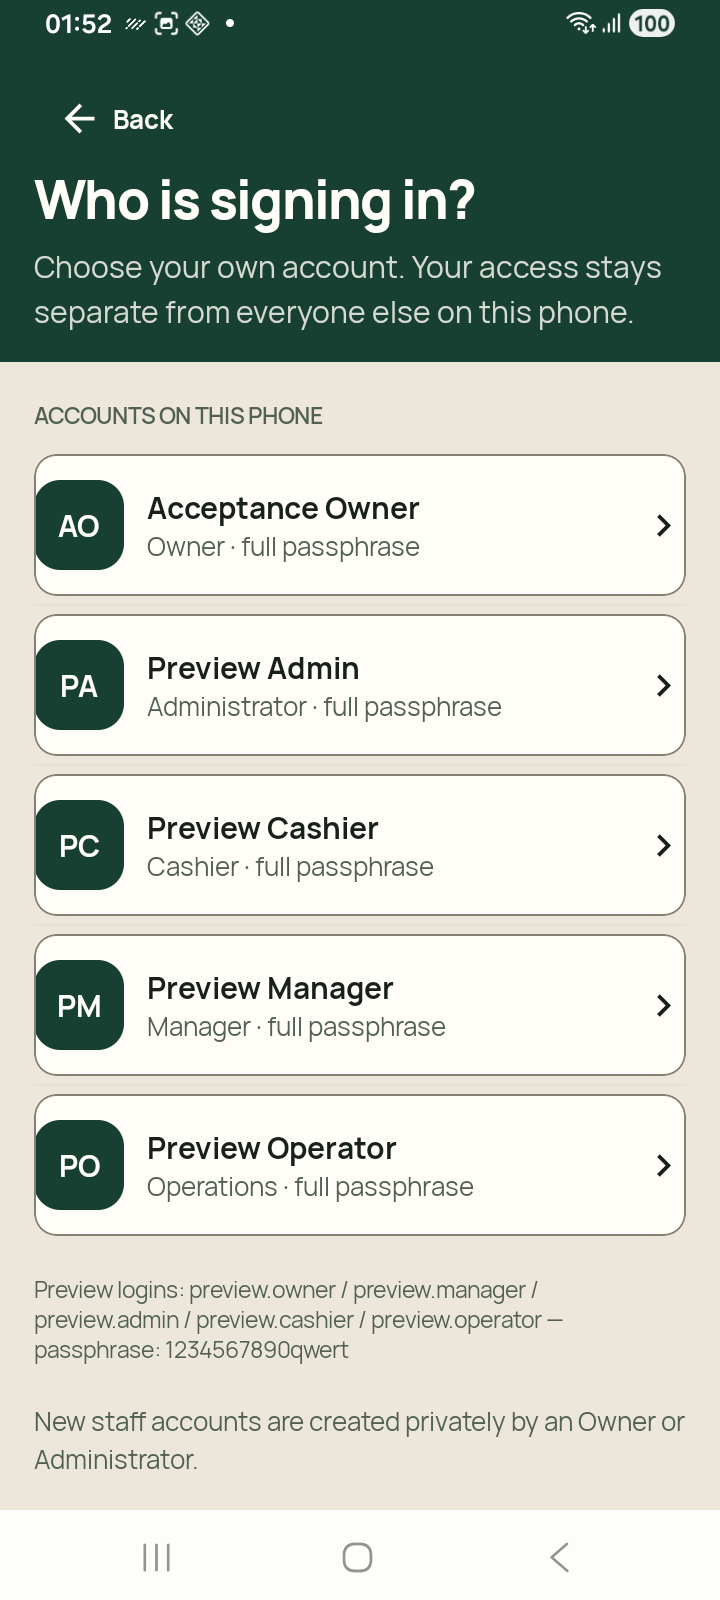 01:52
100
Back
Who is signing in?
Choose your own account. Your access stays
separate from everyone else on this phone.
ACCOUNTS ON THIS PHONE
AO
Acceptance Owner
Owner · full passphrase
PA
Preview Admin
Administrator · full passphrase
PC
Preview Cashier
Cashier · full passphrase
PM
Preview Manager
Manager · full passphrase
PO
Preview Operator
Operations · full passphrase
Preview logins: preview.owner / preview.manager /
preview.admin / preview.cashier / preview.operator —
passphrase: 1234567890qwert
New staff accounts are created privately by an Owner or
Administrator.